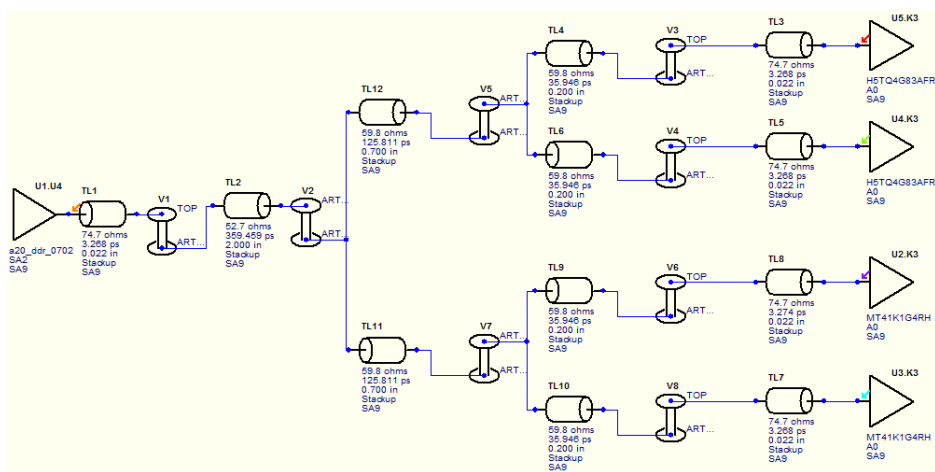 U1.U4
a20_ddr_0702
SA2
SA9
TL1
74.7 ohms
3.268 ps
0.022 in
Stackup
SA9
V1
TOP
ART...
TL2
52.7 ohms
359.459 ps
2.000 in
Stackup
SA9
V2
ART...
ART...
TL12
59.8 ohms
125.811 ps
0.700 in
Stackup
SA9
V5
ART...
ART...
TL4
59.8 ohms
35.946 ps
0.200 in
Stackup
SA9
V3
TOP
ART...
TL3
74.7 ohms
3.268 ps
0.022 in
Stackup
SA9
U5.K3
H5TQ4G83AFR
A0
SA9
TL6
59.8 ohms
35.946 ps
0.200 in
Stackup
SA9
V4
TOP
ART...
TL5
74.7 ohms
3.268 ps
0.022 in
Stackup
SA9
U4.K3
H5TQ4G83AFR
A0
SA9
TL11
59.8 ohms
125.811 ps
0.700 in
Stackup
SA9
V7
ART...
ART...
TL9
59.8 ohms
35.946 ps
0.200 in
Stackup
SA9
V6
TOP
ART...
TL8
74.7 ohms
3.274 ps
0.022 in
Stackup
SA9
U2.K3
MT41K1G4RH
A0
SA9
TL10
59.8 ohms
35.946 ps
0.200 in
Stackup
SA9
V8
TOP
ART...
TL7
74.7 ohms
3.268 ps
0.022 in
Stackup
SA9
U3.K3
MT41K1G4RH
A0
SA9